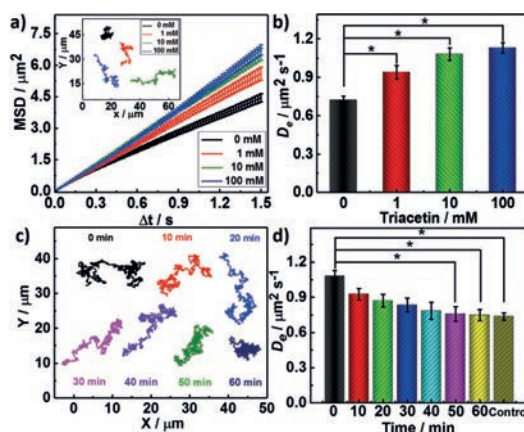 a)
MSD / μm²
7.5
6.0
4.5
3.0
1.5
0.0
Y / μm
45
30
15
0 20 40 60
x / μm
0 mM
1 mM
10 mM
100 mM
0 mM
1 mM
10 mM
100 mM
0.0 0.3 0.6 0.9 1.2 1.5
Δt / s
b)
De / μm² s-1
1.2
0.9
0.6
0.3
0.0
*
*
*
0 1 10 100
Triacetin / mM
c)
Y / μm
50
40
30
20
10
0
0 min 10 min 20 min
30 min 40 min 50 min 60 min
0 10 20 30 40 50
X / μm
d)
De / μm² s-1
1.2
0.9
0.6
0.3
0.0
*
*
*
0 10 20 30 40 50 60 Control
Time / min